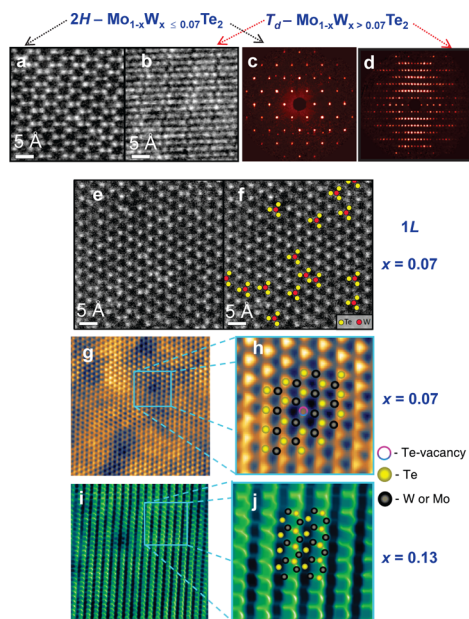 2H – Mo1-xWx ≤ 0.07Te2 Td – Mo1-xWx > 0.07Te2
a b c d
5 Å 5 Å
e f 1L
x = 0.07
5 Å 5 Å Te W
g h x = 0.07
- Te-vacancy
- Te
- W or Mo
i j
x = 0.13